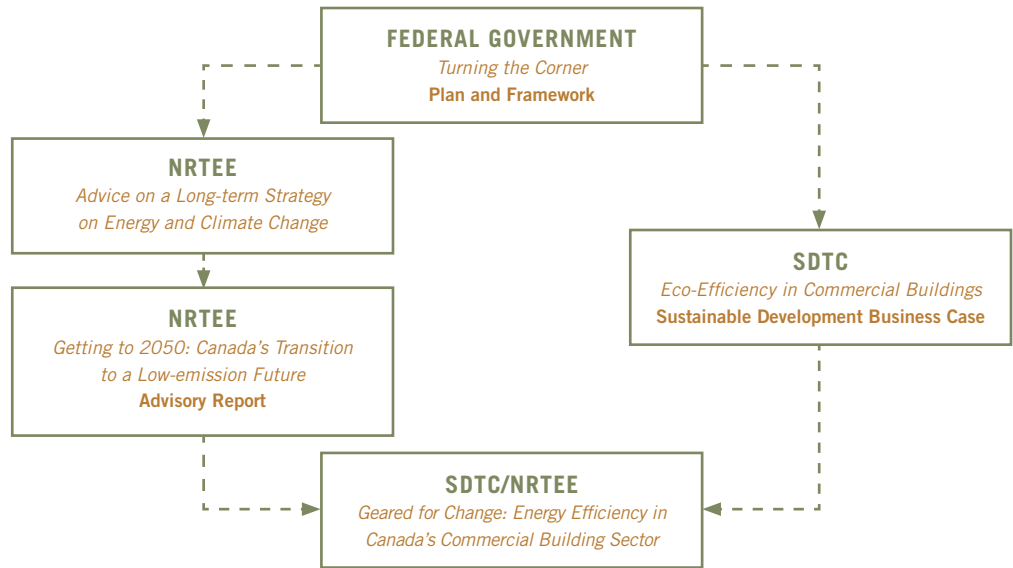 FEDERAL GOVERNMENT
Turning the Corner
Plan and Framework
NRTEE
Advice on a Long-term Strategy
on Energy and Climate Change
NRTEE
Getting to 2050: Canada’s Transition
to a Low-emission Future
Advisory Report
SDTC
Eco-Efficiency in Commercial Buildings
Sustainable Development Business Case
SDTC/NRTEE
Geared for Change: Energy Efficiency in
Canada’s Commercial Building Sector